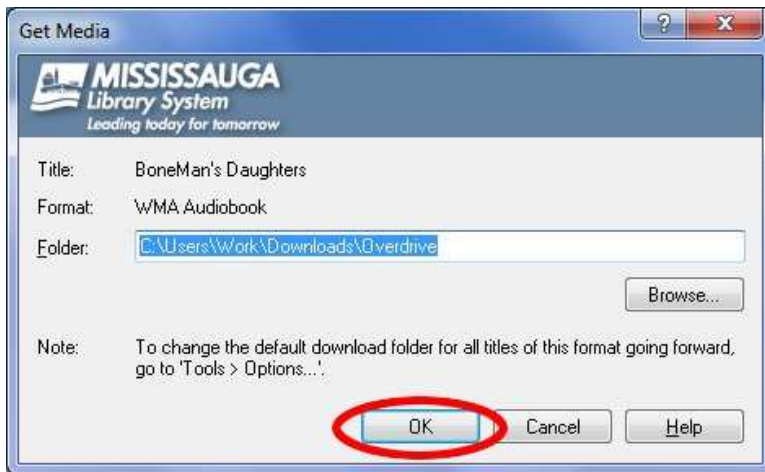 Get Media
MISSISSAUGA
Library System
Leading today for tomorrow
Title: BoneMan's Daughters
Format: WMA Audiobook
Folder: C:\Users\Work\Downloads\Overdrive
Browse...
Note: To change the default download folder for all titles of this format going forward,
go to 'Tools > Options...'.
OK Cancel Help